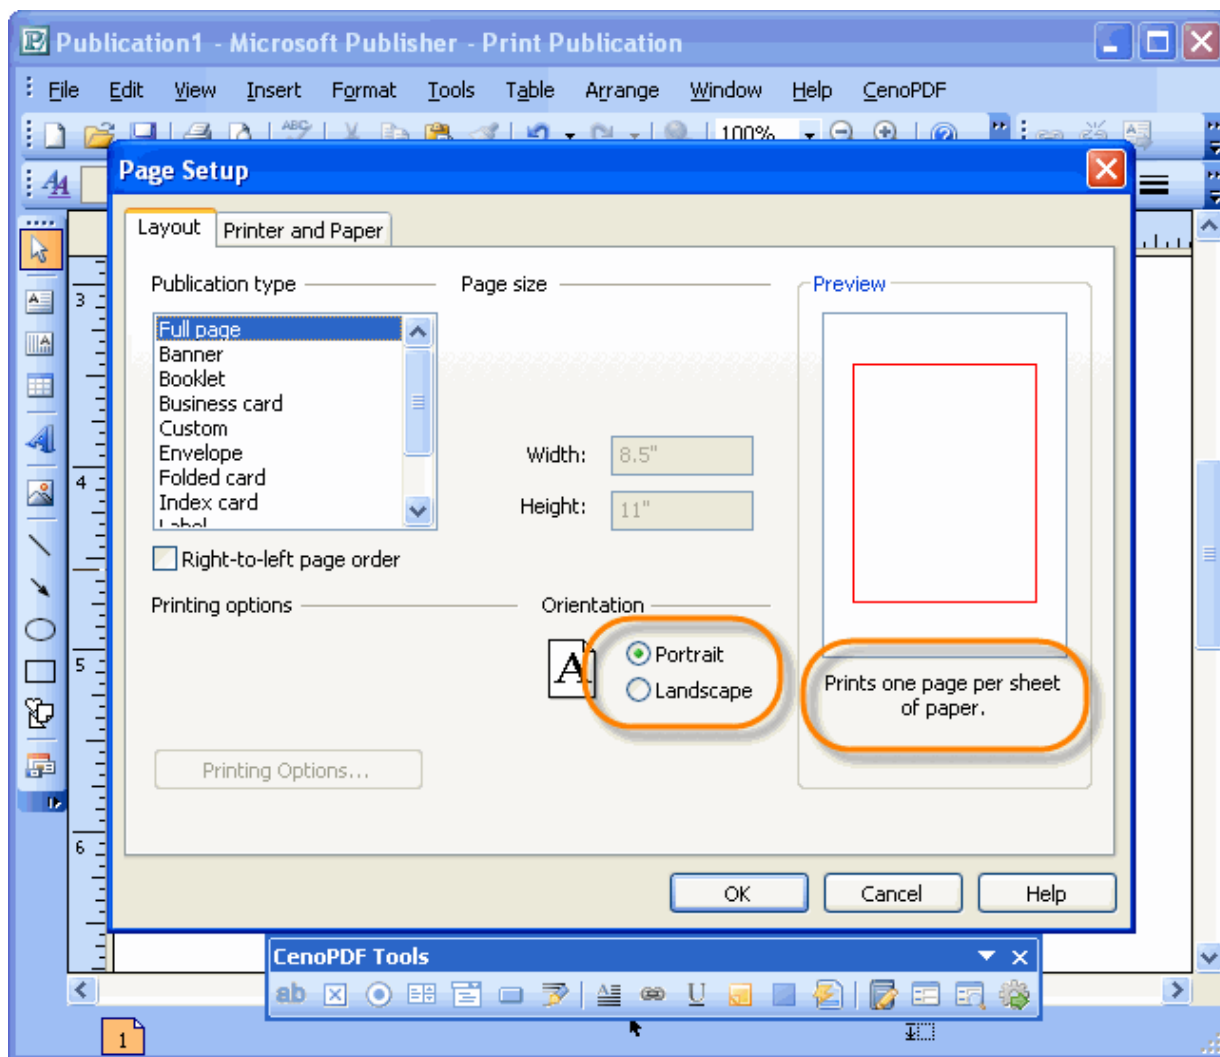 Publication1 - Microsoft Publisher - Print Publication
File Edit View Insert Format Tools Table Arrange Window Help CenoPDF
ABC 100%
A
Page Setup
Layout Printer and Paper
Publication type Page size Preview
Full page
Banner
Booklet
Business card
Custom
Envelope
Folded card
Index card
Label
Width: 8.5"
Height: 11"
Right-to-left page order
Printing options Orientation
A Portrait
Landscape
Prints one page per sheet
of paper.
Printing Options...
OK Cancel Help
3
4
5
6
CenoPDF Tools
ab A U
1